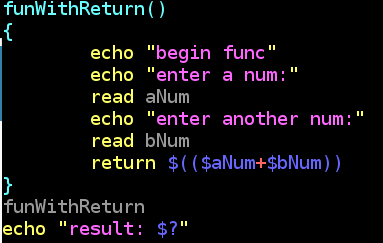 funWithReturn()
{
        echo "begin func"
        echo "enter a num:"
        read aNum
        echo "enter another num:"
        read bNum
        return $(($aNum+$bNum))
}
funWithReturn
echo "result: $?"